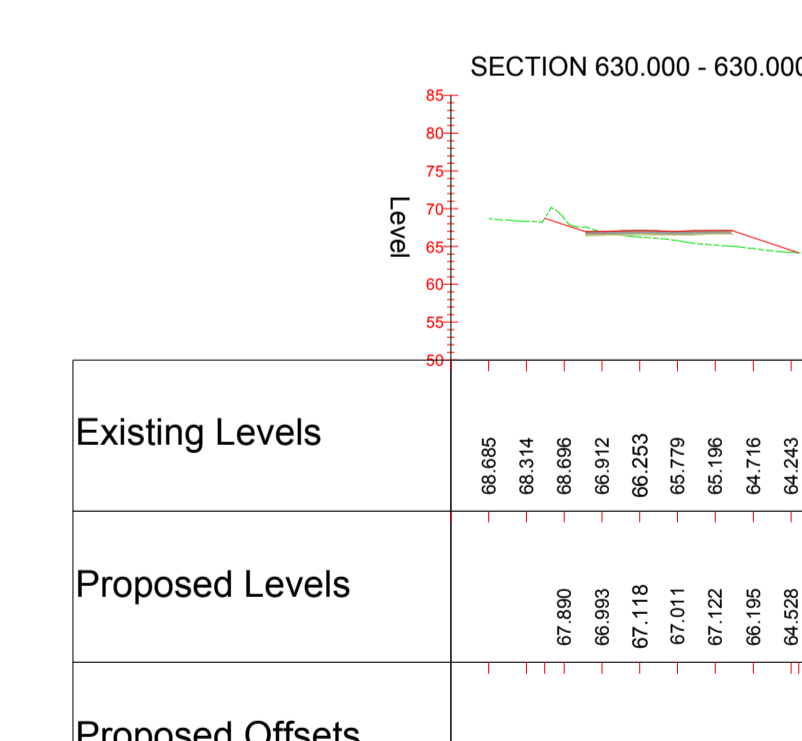 SECTION 630.000 - 630.000
85
80
75
70
65
60
55
50
Level
Existing Levels
68.685 68.314 68.696 66.912 66.253 65.779 65.196 64.716 64.243
Proposed Levels
67.890 66.993 67.118 67.011 67.122 66.195 64.528
Proposed Offsets